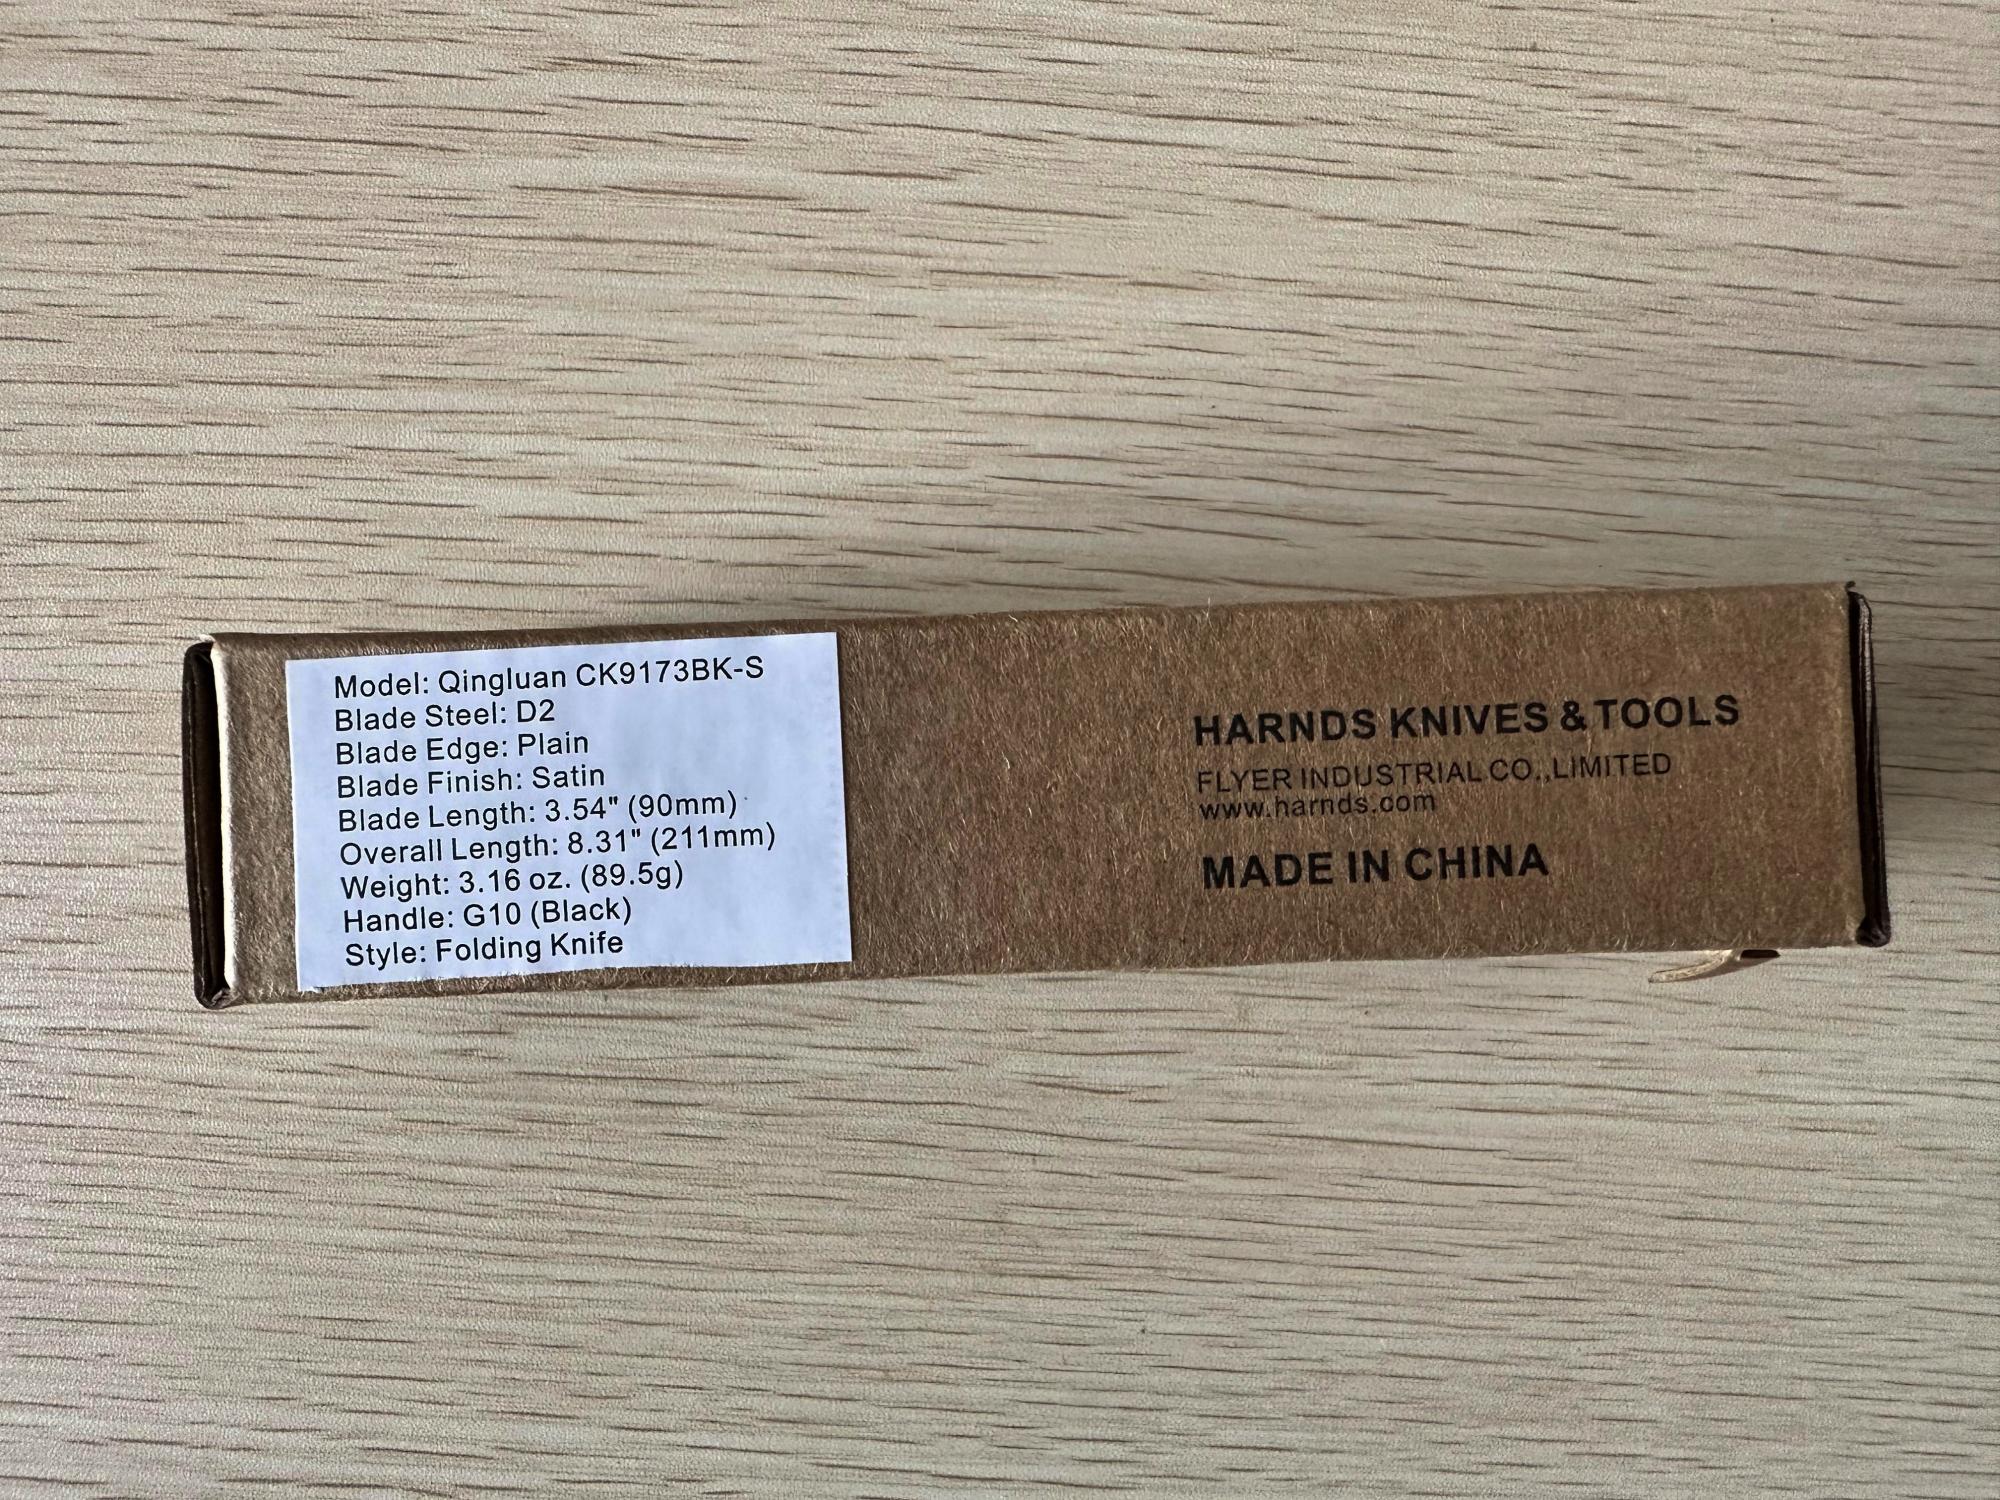 Model: Qingluan CK9173BK-S
Blade Steel: D2
Blade Edge: Plain
Blade Finish: Satin
Blade Length: 3.54" (90mm)
Overall Length: 8.31" (211mm)
Weight: 3.16 oz. (89.5g)
Handle: G10 (Black)
Style: Folding Knife
HARNDS KNIVES & TOOLS
FLYER INDUSTRIAL CO.,LIMITED
www.harnds.com
MADE IN CHINA